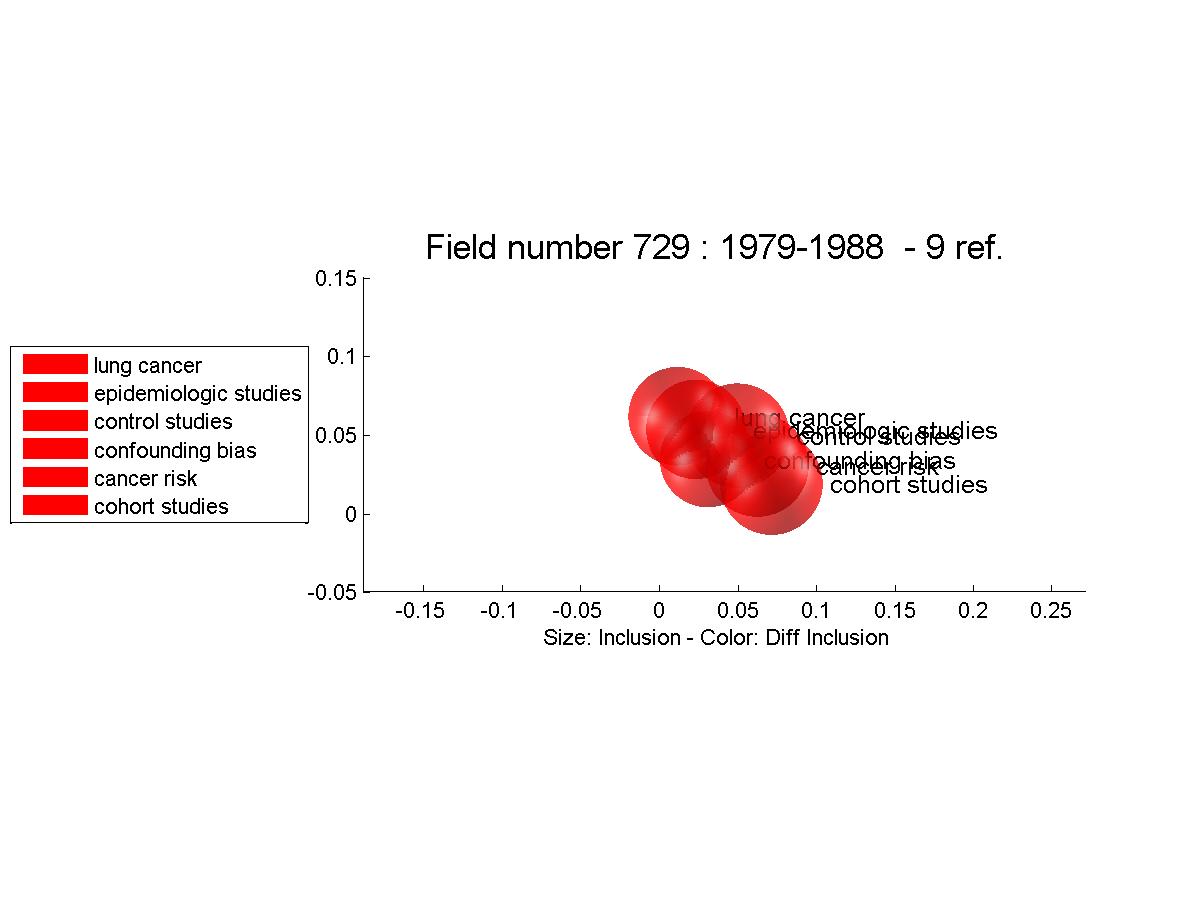 Field number 729 : 1979-1988  - 9 ref.
lung cancer
epidemiologic studies
control studies
confounding bias
cancer risk
cohort studies
0.15
0.1
0.05
0
-0.05
lung cancer
epidemiologic studies
control studies
confounding bias
cancer risk
cohort studies
-0.15 -0.1 -0.05 0 0.05 0.1 0.15 0.2 0.25
Size: Inclusion - Color: Diff Inclusion